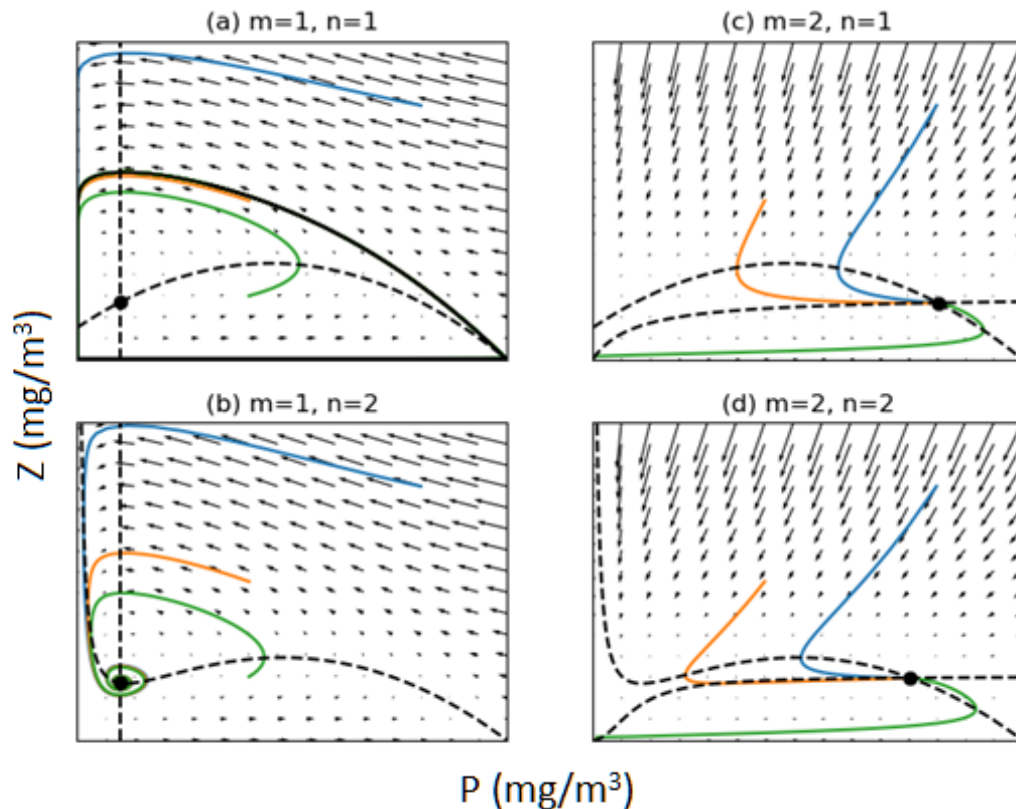 (a) m=1, n=1
(c) m=2, n=1
(b) m=1, n=2
(d) m=2, n=2
Z (mg/m³)
P (mg/m³)